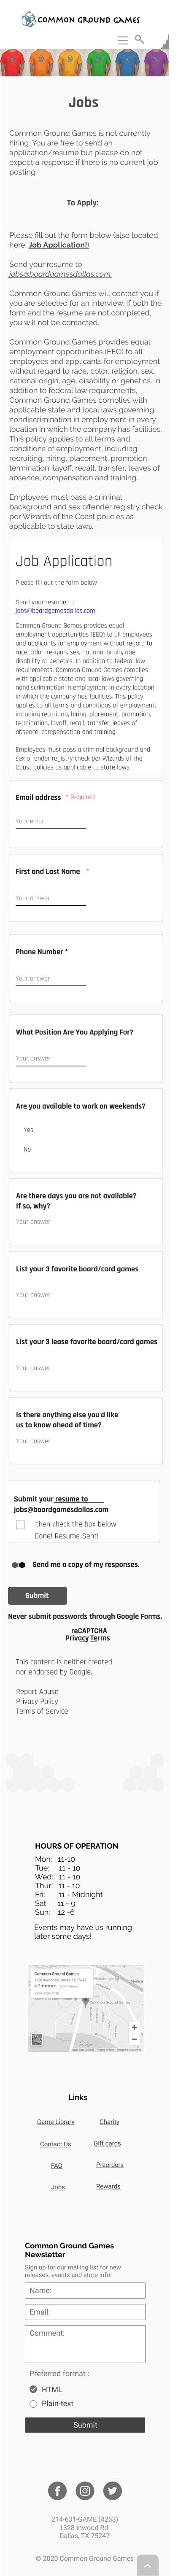 COMMON GROUND GAMES
Jobs
Common Ground Games is not currently
hiring. You are free to send an
application/resume but please do not
expect a response if there is no current job
posting.
To Apply:
Please fill out the form below (also located
here: Job Application!)
Send your resume to
jobs@boardgamesdallas.com.
Common Ground Games will contact you if
you are selected for an interview. If both the
form and the resume are not completed,
you will not be contacted.
Common Ground Games provides equal
employment opportunities (EEO) to all
employees and applicants for employment
without regard to race, color, religion, sex,
national origin, age, disability or genetics. In
addition to federal law requirements,
Common Ground Games complies with
applicable state and local laws governing
nondiscrimination in employment in every
location in which the company has facilities.
This policy applies to all terms and
conditions of employment, including
recruiting, hiring, placement, promotion,
termination, layoff, recall, transfer, leaves of
absence, compensation and training.
Employees must pass a criminal
background and sex offender registry check
per Wizards of the Coast policies as
applicable to state laws.
Job Application
Please fill out the form below
Send your resume to
jobs@boardgamesdallas.com
Common Ground Games provides equal
employment opportunities (EEO) to all employees
and applicants for employment without regard to
race, color, religion, sex, national origin, age,
disability or genetics. In addition to federal law
requirements, Common Ground Games complies
with applicable state and local laws governing
nondiscrimination in employment in every location
in which the company has facilities. This policy
applies to all terms and conditions of employment,
including recruiting, hiring, placement, promotion,
termination, layoff, recall, transfer, leaves of
absence, compensation and training.
Employees must pass a criminal background and
sex offender registry check per Wizards of the
Coast policies as applicable to state laws.
Email address * Required
Your email
First and Last Name *
Your answer
Phone Number *
Your answer
What Position Are You Applying For?
Your answer
Are you available to work on weekends?
Yes
No
Are there days you are not available?
If so, why?
Your answer
List your 3 favorite board/card games
Your answer
List your 3 lease favorite board/card games
Your answer
Is there anything else you'd like
us to know ahead of time?
Your answer
Submit your resume to
jobs@boardgamesdallas.com
then check the box below.
Done! Resume Sent!
Send me a copy of my responses.
Submit
Never submit passwords through Google Forms.
reCAPTCHA
Privacy Terms
This content is neither created
nor endorsed by Google.
Report Abuse
Privacy Policy
Terms of Service
HOURS OF OPERATION
Mon: 11-10
Tue: 11 - 10
Wed: 11 - 10
Thur: 11 - 10
Fri: 11 - Midnight
Sat: 11 - 9
Sun: 12 -6
Events may have us running
later some days!
Common Ground Games
Links
Game Library Charity
Contact Us Gift cards
FAQ Preorders
Jobs Rewards
Common Ground Games
Newsletter
Sign up for our mailing list for new
releases, events and store info!
Name:
Email:
Comment:
Preferred format :
HTML
Plain-text
Submit
214-631-GAME (4263)
1328 Inwood Rd
Dallas, TX 75247
© 2020 Common Ground Games